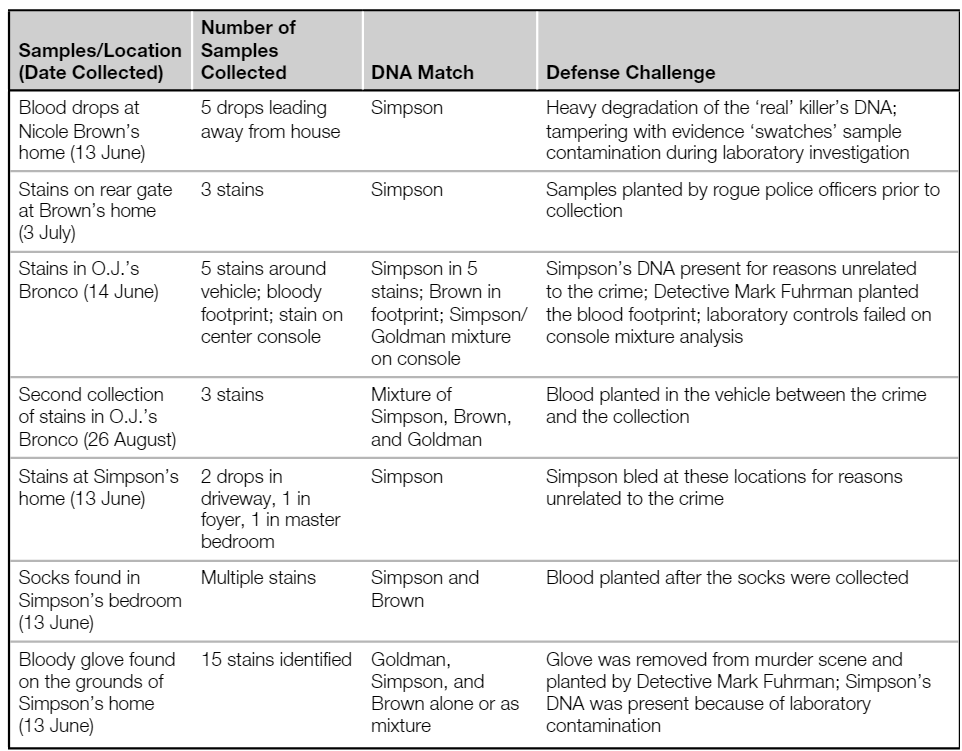 Samples/Location
(Date Collected)
Number of
Samples
Collected
DNA Match
Defense Challenge
Blood drops at
Nicole Brown's
home (13 June)
5 drops leading
away from house
Simpson
Heavy degradation of the 'real' killer's DNA;
tampering with evidence 'swatches' sample
contamination during laboratory investigation
Stains on rear gate
at Brown's home
(3 July)
3 stains
Simpson
Samples planted by rogue police officers prior to
collection
Stains in O.J.'s
Bronco (14 June)
5 stains around
vehicle; bloody
footprint; stain on
center console
Simpson in 5
stains; Brown in
footprint; Simpson/
Goldman mixture
on console
Simpson's DNA present for reasons unrelated
to the crime; Detective Mark Fuhrman planted
the blood footprint; laboratory controls failed on
console mixture analysis
Second collection
of stains in O.J.'s
Bronco (26 August)
3 stains
Mixture of
Simpson, Brown,
and Goldman
Blood planted in the vehicle between the crime
and the collection
Stains at Simpson's
home (13 June)
2 drops in
driveway, 1 in
foyer, 1 in master
bedroom
Simpson
Simpson bled at these locations for reasons
unrelated to the crime
Socks found in
Simpson's bedroom
(13 June)
Multiple stains
Simpson and
Brown
Blood planted after the socks were collected
Bloody glove found
on the grounds of
Simpson's home
(13 June)
15 stains identified
Goldman,
Simpson, and
Brown alone or as
mixture
Glove was removed from murder scene and
planted by Detective Mark Fuhrman; Simpson's
DNA was present because of laboratory
contamination